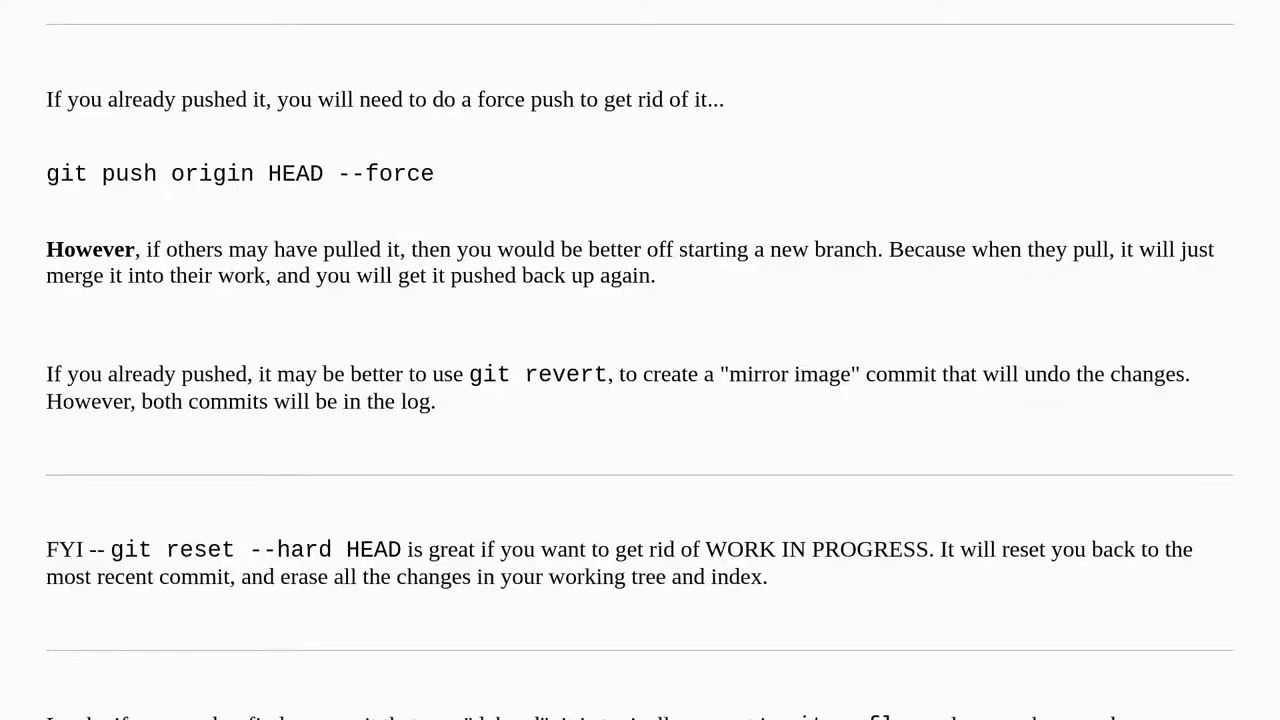 If you already pushed it, you will need to do a force push to get rid of it...
git push origin HEAD --force
However, if others may have pulled it, then you would be better off starting a new branch. Because when they pull, it will just
merge it into their work, and you will get it pushed back up again.
If you already pushed, it may be better to use git revert, to create a "mirror image" commit that will undo the changes.
However, both commits will be in the log.
FYI -- git reset --hard HEAD is great if you want to get rid of WORK IN PROGRESS. It will reset you back to the
most recent commit, and erase all the changes in your working tree and index.